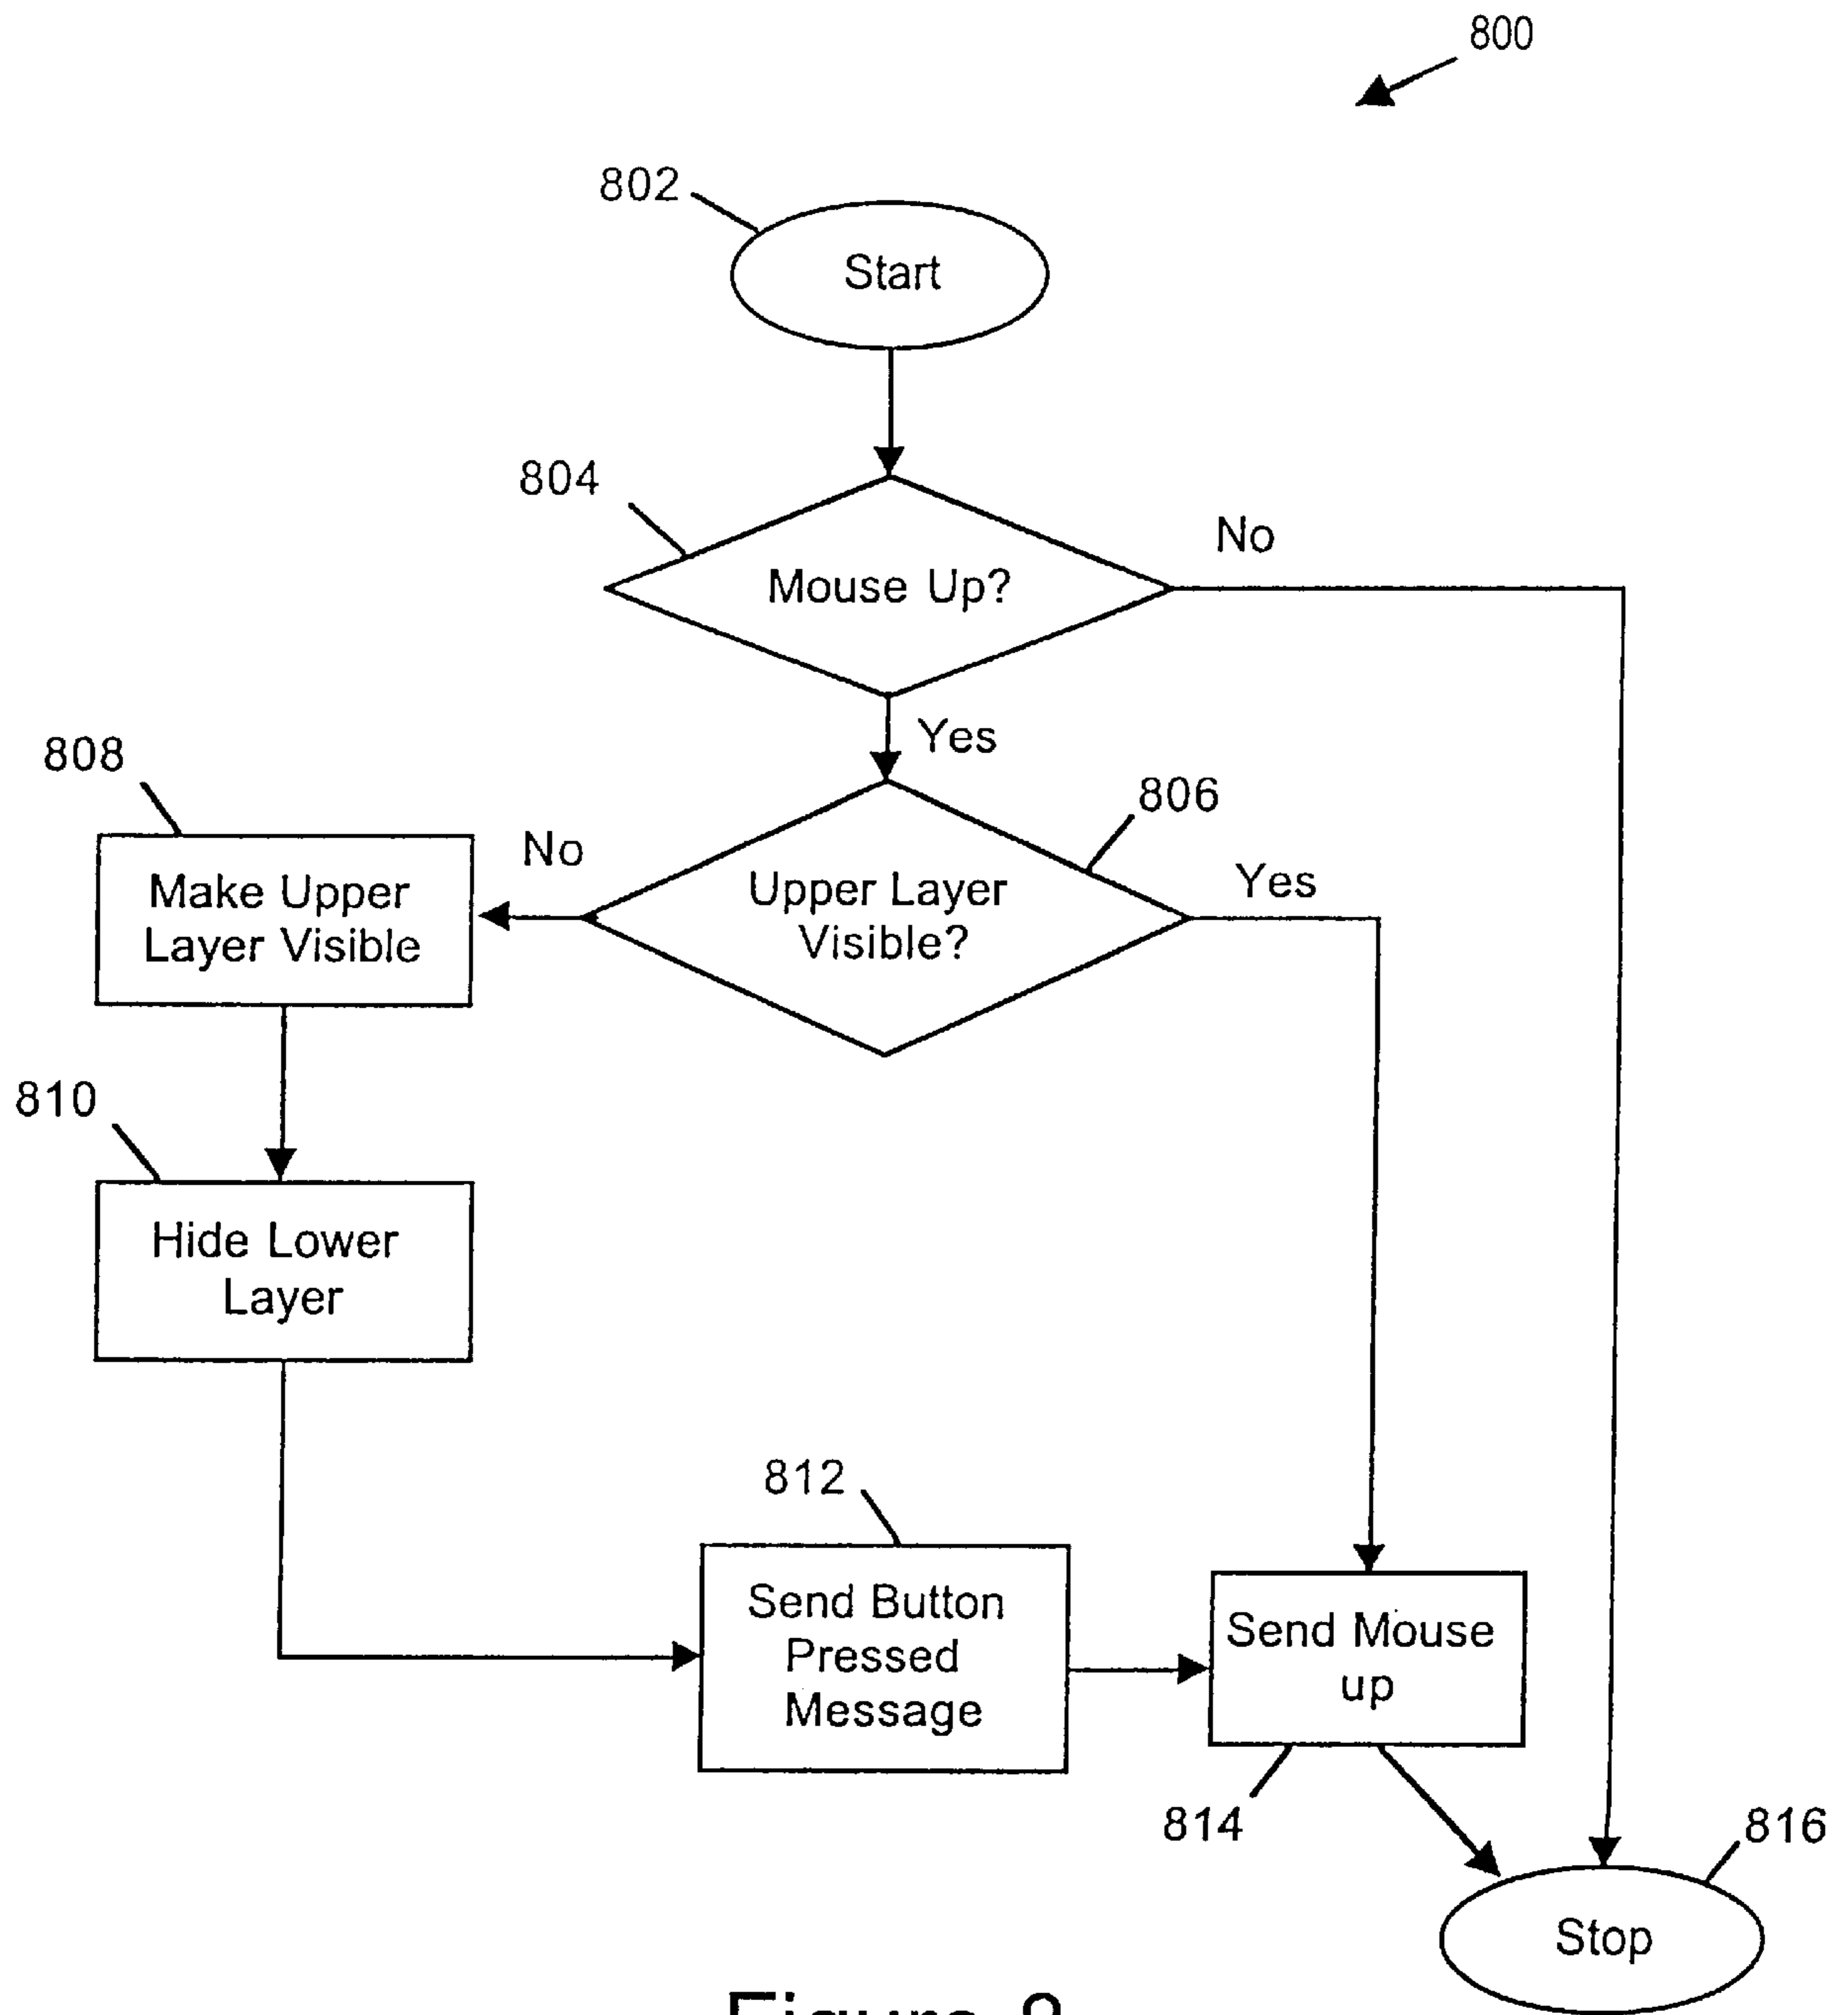 800
802
Start
804
No
Mouse Up?
Yes
808
806
No
Yes
Make Upper
Layer Visible
Upper Layer
Visible?
810
Hide Lower
Layer
812
Send Button
Pressed
Message
Send Mouse
up
814
816
Stop